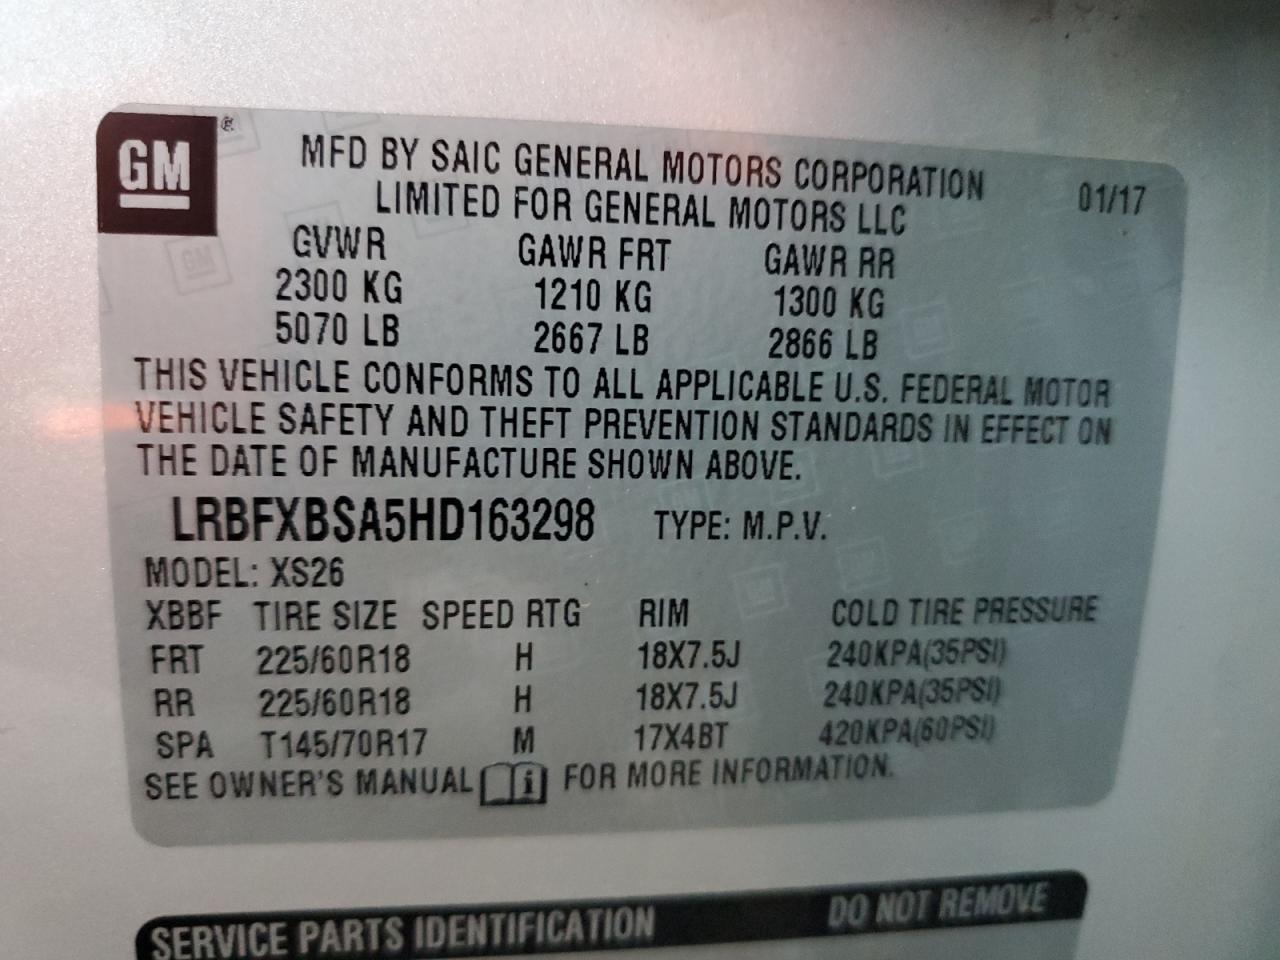 GM ®
MFD BY SAIC GENERAL MOTORS CORPORATION 01/17
LIMITED FOR GENERAL MOTORS LLC
GVWR GAWR FRT GAWR RR
2300 KG 1210 KG 1300 KG
5070 LB 2667 LB 2866 LB
THIS VEHICLE CONFORMS TO ALL APPLICABLE U.S. FEDERAL MOTOR
VEHICLE SAFETY AND THEFT PREVENTION STANDARDS IN EFFECT ON
THE DATE OF MANUFACTURE SHOWN ABOVE.
LRBFXBSA5HD163298 TYPE: M.P.V.
MODEL: XS26
XBBF TIRE SIZE SPEED RTG RIM COLD TIRE PRESSURE
FRT 225/60R18 H 18X7.5J 240KPA(35PSI)
RR 225/60R18 H 18X7.5J 240KPA(35PSI)
SPA T145/70R17 M 17X4BT 420KPA(60PSI)
SEE OWNER'S MANUAL i FOR MORE INFORMATION.
SERVICE PARTS IDENTIFICATION DO NOT REMOVE